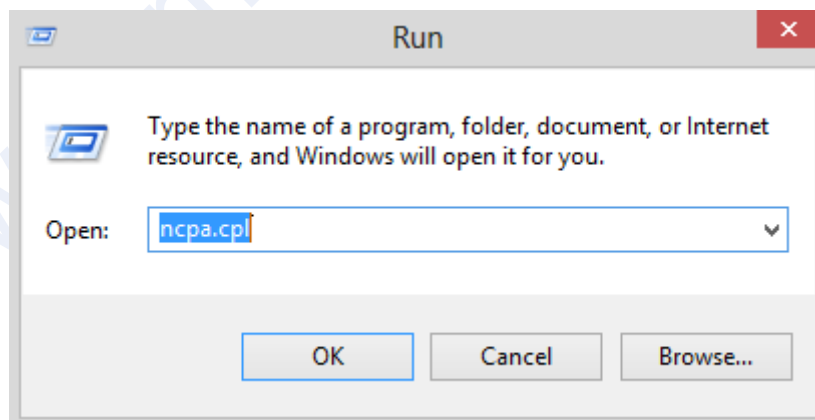 Run
Type the name of a program, folder, document, or Internet
resource, and Windows will open it for you.
Open: ncpa.cpl
OK Cancel Browse...